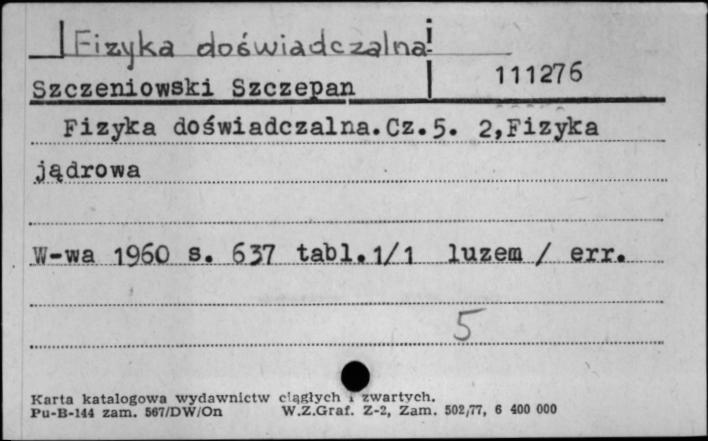 Fizyka doświadczalna
Szczeniowski Szczepan 111276
Fizyka doświadczalna.Cz.5. 2,Fizyka
jądrowa
W-wa 1960 s. 637 tabl.1/1 luzem / err.
5
Karta katalogowa wydawnictw ciągłych i zwartych.
Pu-B-144 zam. 567/DW/On W.Z.Graf. Z-2, Zam. 502/77, 6 400 000